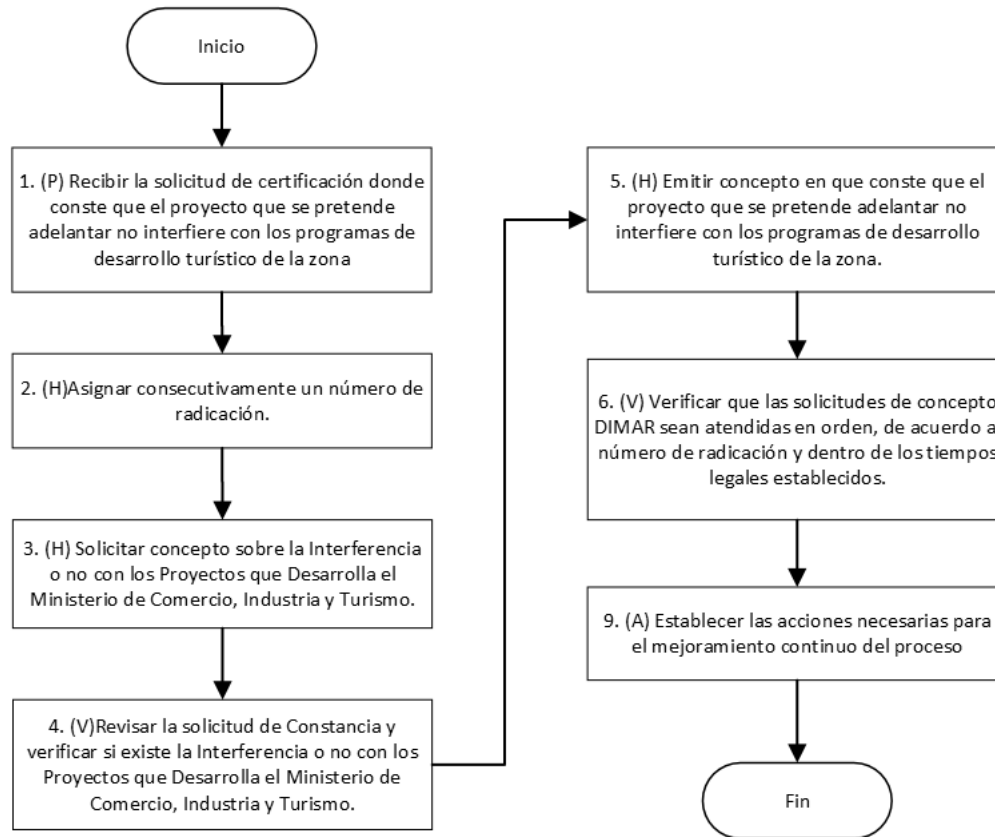 Inicio
1. (P) Recibir la solicitud de certificación donde
conste que el proyecto que se pretende
adelantar no interfiere con los programas de
desarrollo turístico de la zona
2. (H)Asignar consecutivamente un número de
radicación.
3. (H) Solicitar concepto sobre la Interferencia
o no con los Proyectos que Desarrolla el
Ministerio de Comercio, Industria y Turismo.
4. (V)Revisar la solicitud de Constancia y
verificar si existe la Interferencia o no con los
Proyectos que Desarrolla el Ministerio de
Comercio, Industria y Turismo.
5. (H) Emitir concepto en que conste que el
proyecto que se pretende adelantar no
interfiere con los programas de desarrollo
turístico de la zona.
6. (V) Verificar que las solicitudes de concepto
DIMAR sean atendidas en orden, de acuerdo a
número de radicación y dentro de los tiempos
legales establecidos.
9. (A) Establecer las acciones necesarias para
el mejoramiento continuo del proceso
Fin